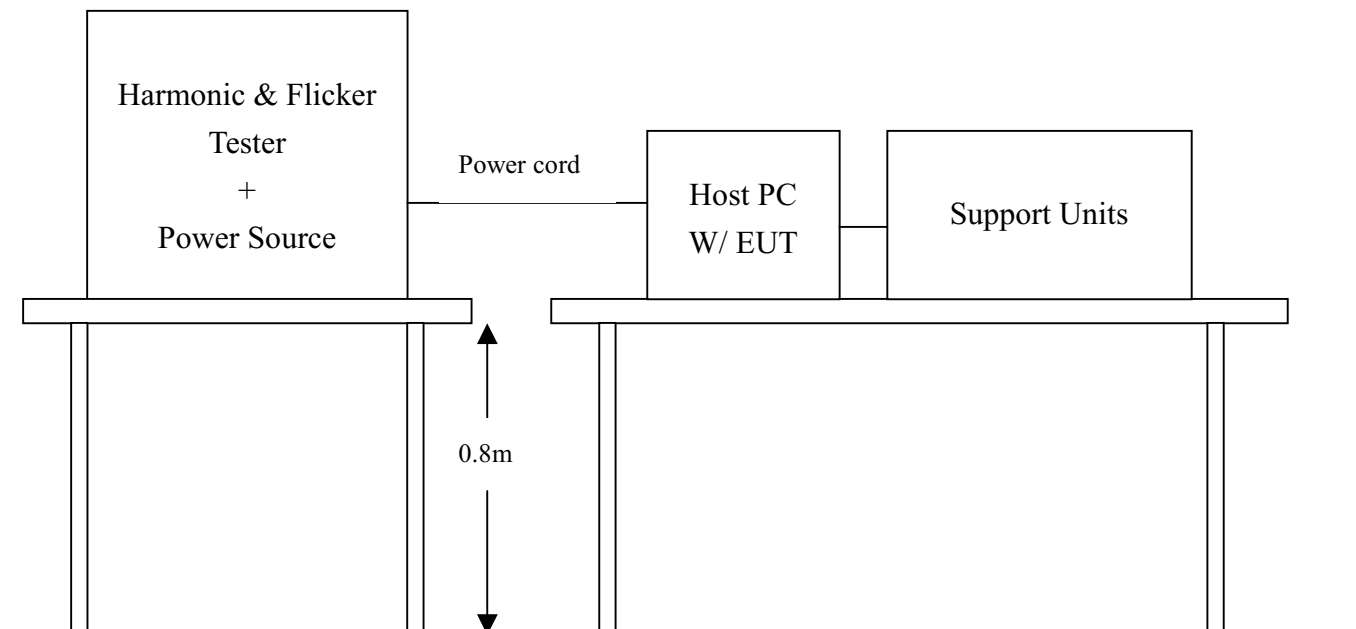 Harmonic & Flicker
Tester
+
Power Source
Power cord
Host PC
W/ EUT
Support Units
0.8m